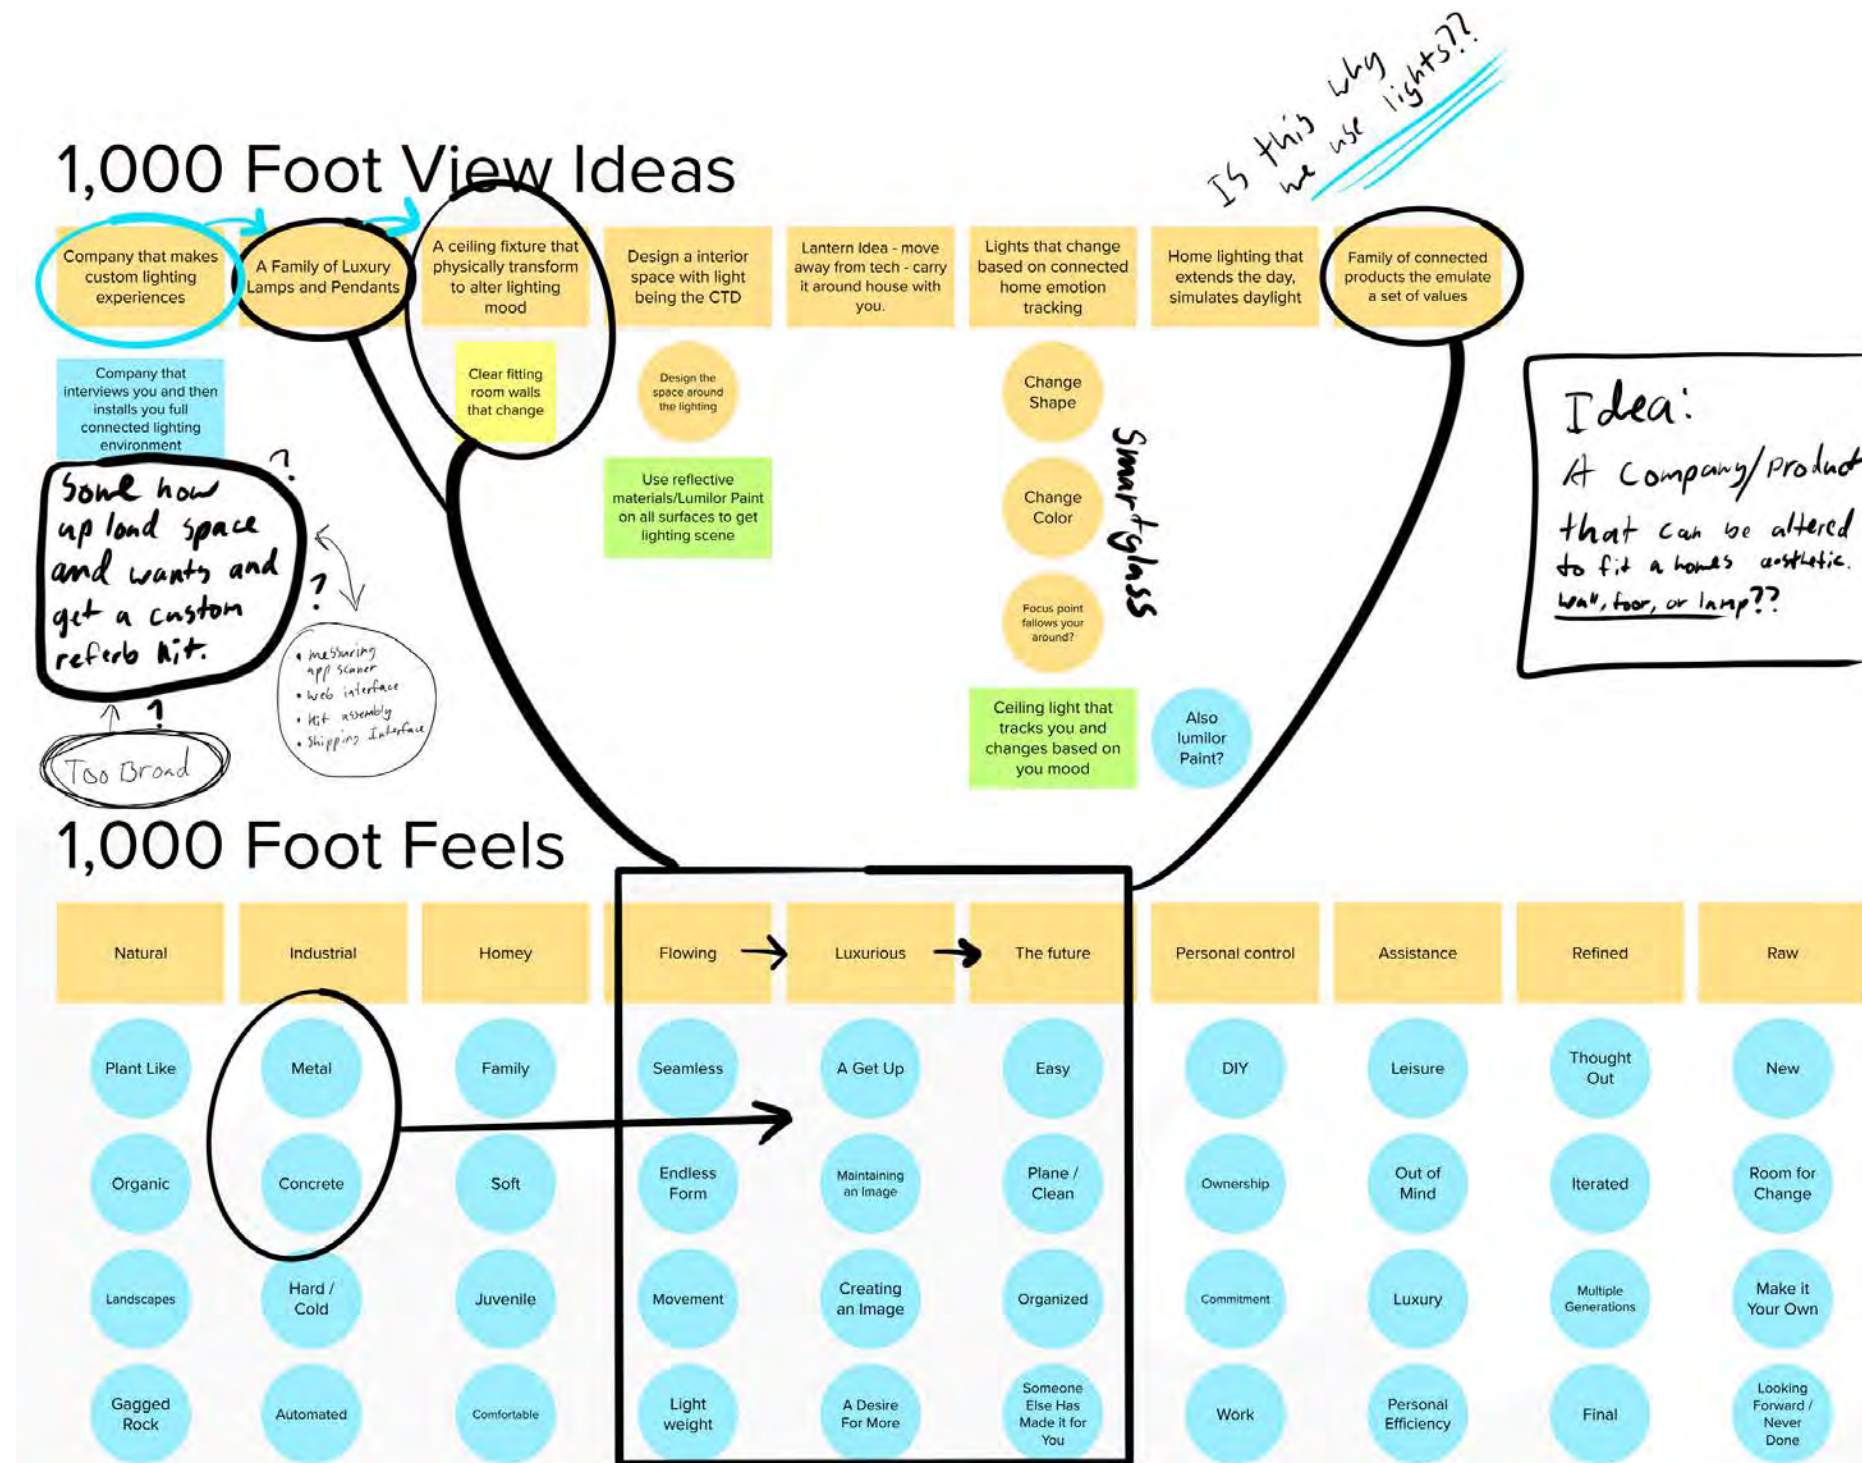 Is this why
we use lights??
1,000 Foot View Ideas
Company that makes
custom lighting
experiences
A Family of Luxury
Lamps and Pendants
A ceiling fixture that
physically transform
to alter lighting
mood
Design a interior
space with light
being the CTD
Lantern Idea - move
away from tech - carry
it around house with
you.
Lights that change
based on connected
home emotion
tracking
Home lighting that
extends the day,
simulates daylight
Family of connected
products the emulate
a set of values
Company that
interviews you and then
installs you full
connected lighting
environment
Clear fitting
room walls
that change
Design the
space around
the lighting
Use reflective
materials/Lumilor Paint
on all surfaces to get
lighting scene
Change
Shape
Change
Color
Focus point
fallows your
around?
Smartglass
Ceiling light that
tracks you and
changes based on
you mood
Also
lumilor
Paint?
Idea:
A Company/Product
that can be altered
to fit a homes aesthetic.
wall, foor, or lamp??
Some how
up load space
and wants and
get a custom
referb kit.
?
?
• messuring
app scaner
• web interface
• kit assembly
• Shipping Interface
?
Too Broad
1,000 Foot Feels
Natural
Industrial
Homey
Flowing
Luxurious
The future
Personal control
Assistance
Refined
Raw
Plant Like
Metal
Family
Seamless
A Get Up
Easy
DIY
Leisure
Thought
Out
New
Organic
Concrete
Soft
Endless
Form
Maintaining
an Image
Plane /
Clean
Ownership
Out of
Mind
Iterated
Room for
Change
Landscapes
Hard /
Cold
Juvenile
Movement
Creating
an Image
Organized
Commitment
Luxury
Multiple
Generations
Make it
Your Own
Gagged
Rock
Automated
Comfortable
Light
weight
A Desire
For More
Someone
Else Has
Made it for
You
Work
Personal
Efficiency
Final
Looking
Forward /
Never
Done